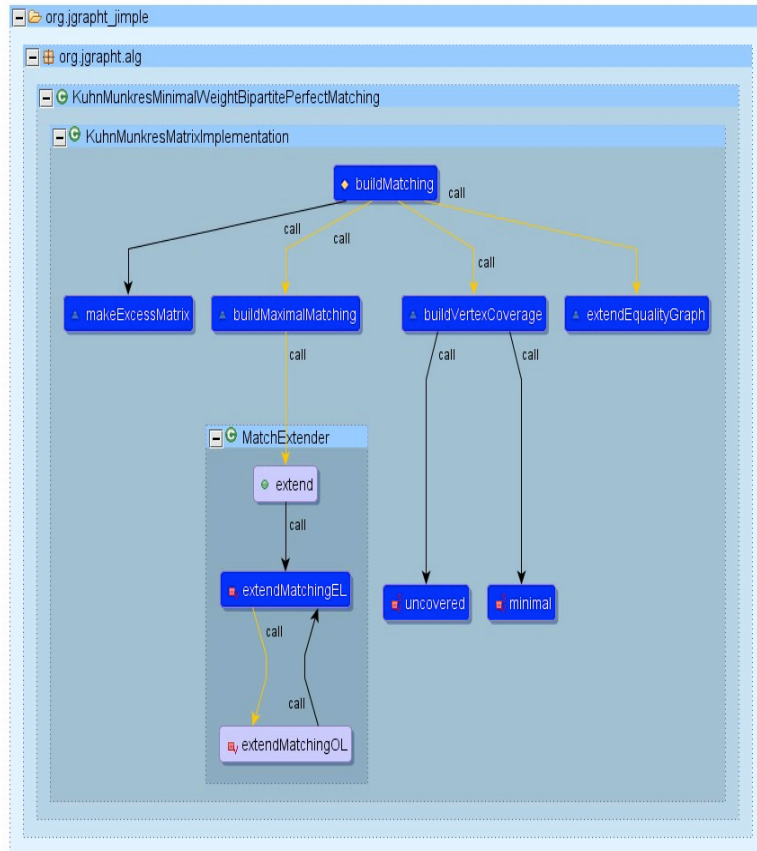 org.jgrapht_jimple
org.jgrapht.alg
KuhnMunkresMinimalWeightBipartitePerfectMatching
KuhnMunkresMatrixImplementation
buildMatching
call
call
call
call
makeExcessMatrix
buildMaximalMatching
buildVertexCoverage
extendEqualityGraph
call
call
call
MatchExtender
extend
call
extendMatchingEL
uncovered
minimal
call
call
extendMatchingOL